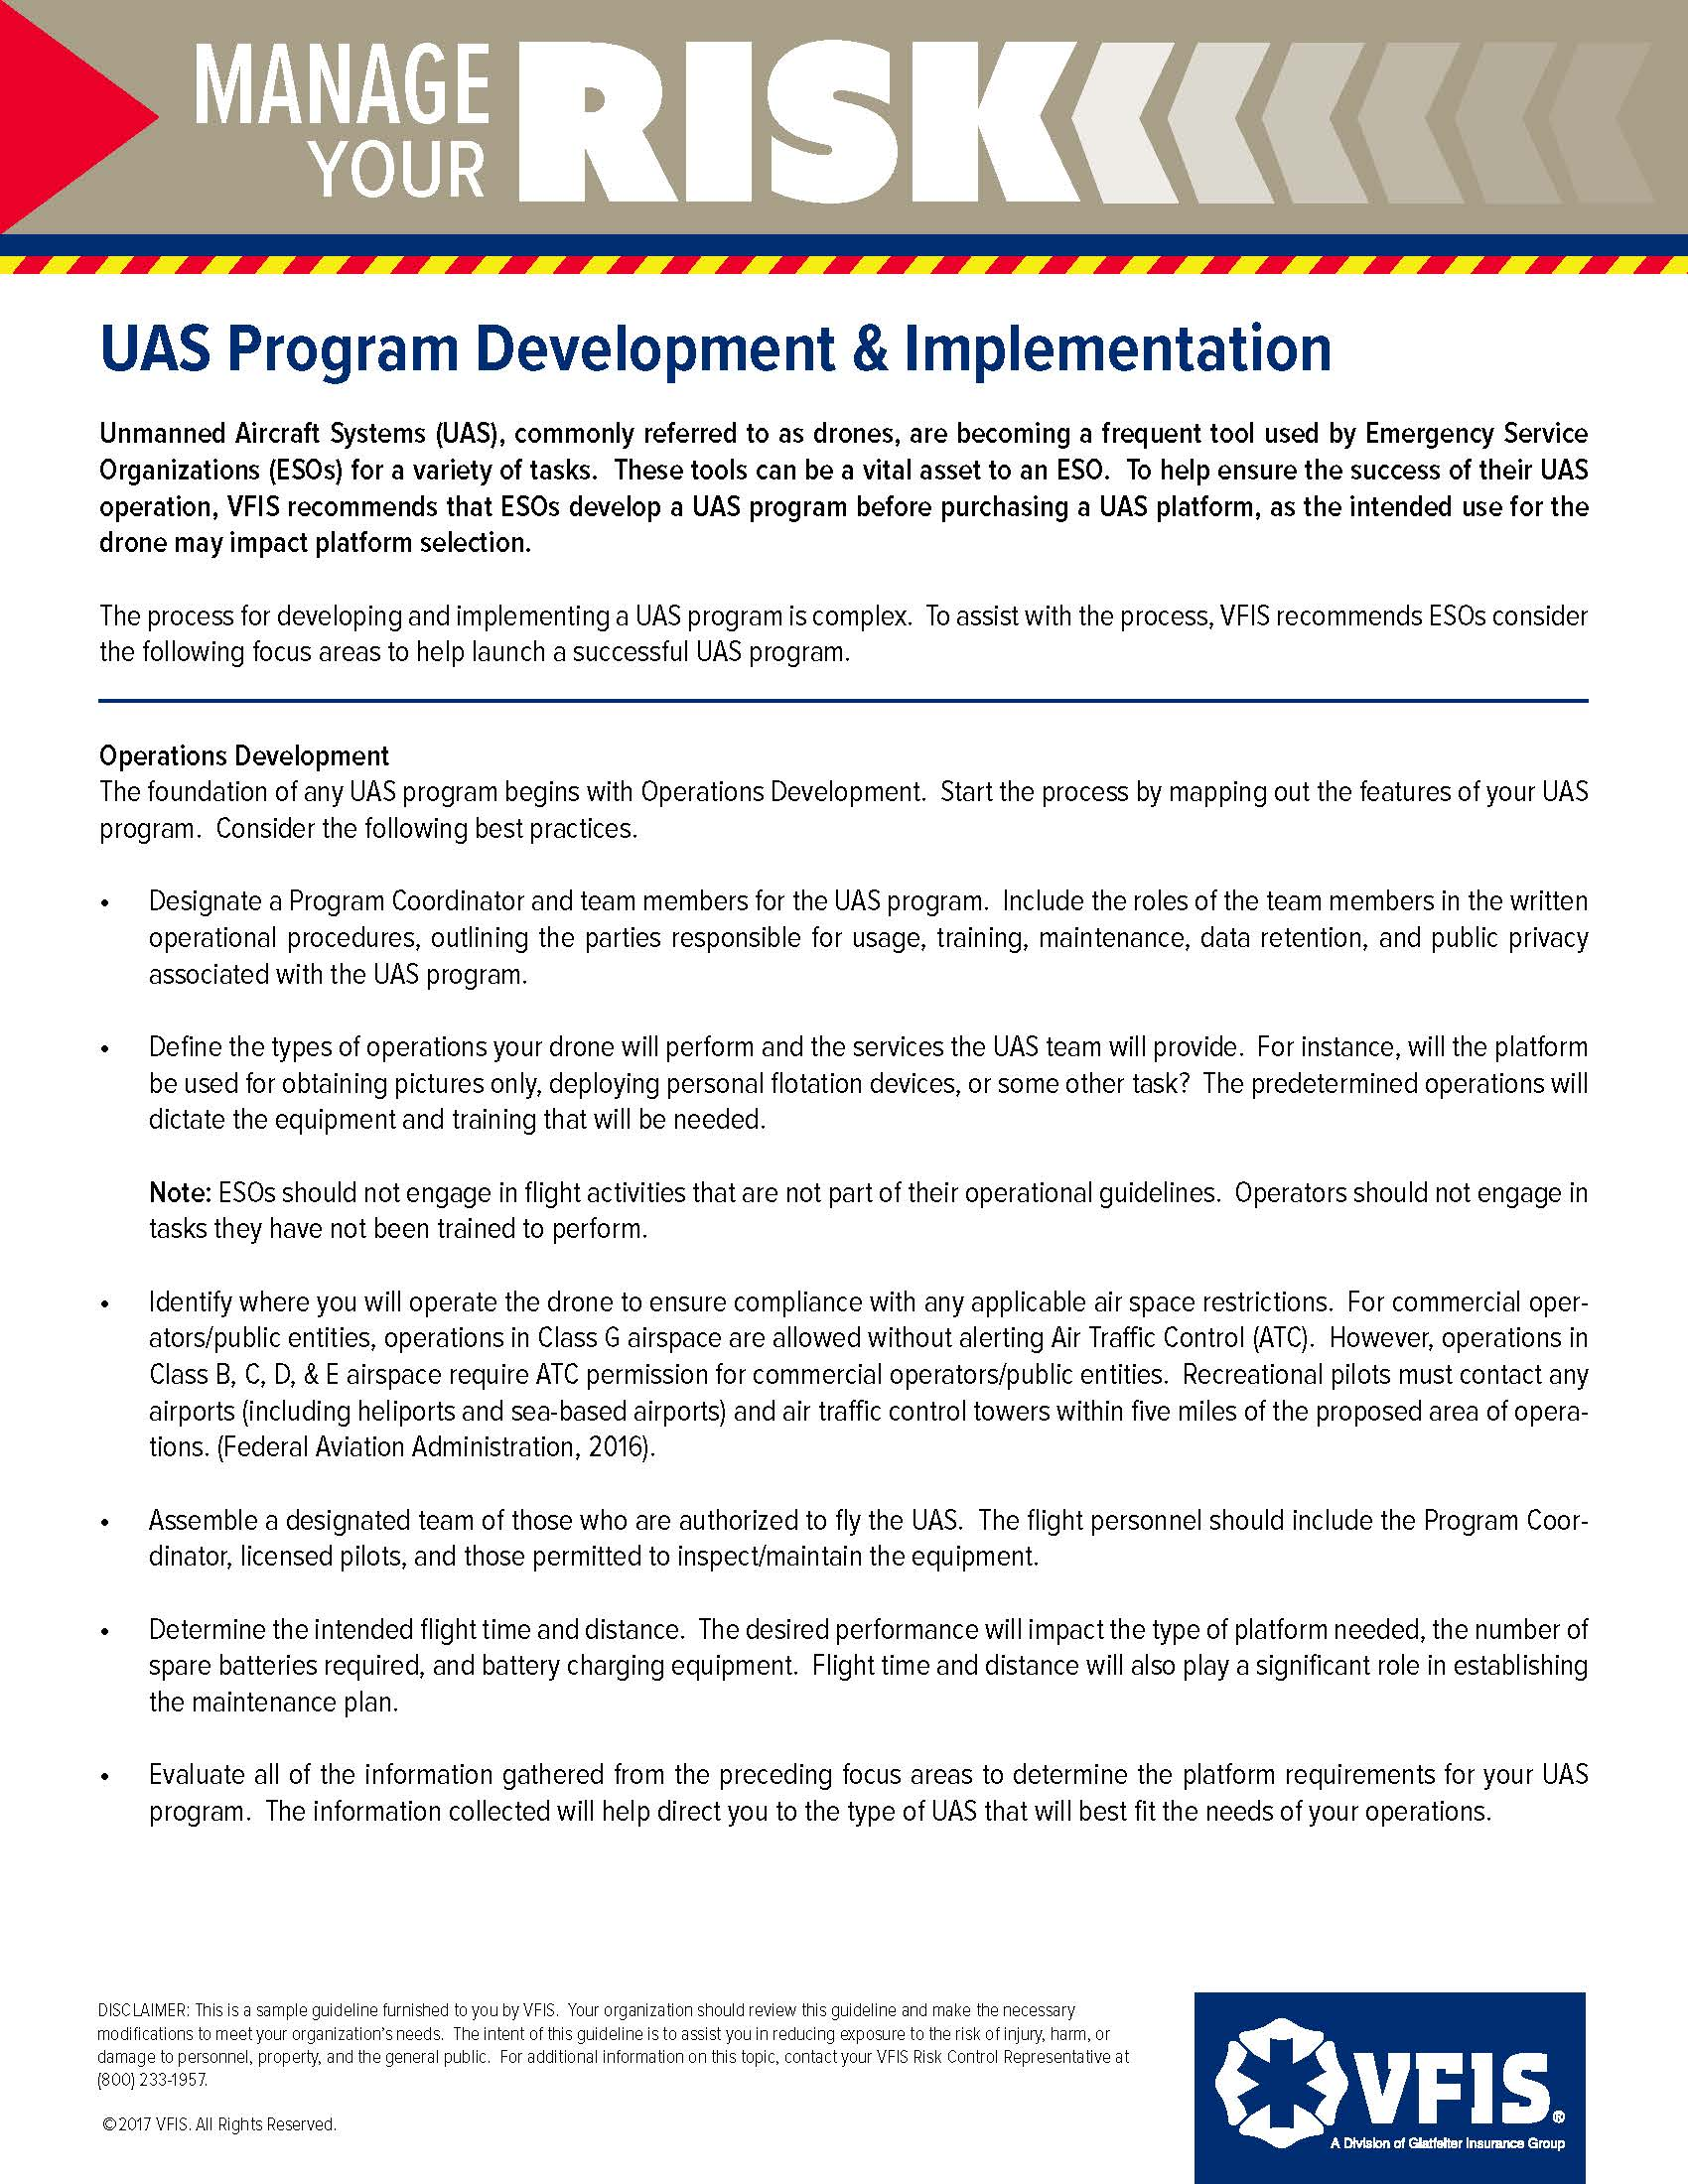 MANAGE
YOUR
RISK
UAS Program Development & Implementation
Unmanned Aircraft Systems (UAS), commonly referred to as drones, are becoming a frequent tool used by Emergency Service
Organizations (ESOs) for a variety of tasks.  These tools can be a vital asset to an ESO.  To help ensure the success of their UAS
operation, VFIS recommends that ESOs develop a UAS program before purchasing a UAS platform, as the intended use for the
drone may impact platform selection.
The process for developing and implementing a UAS program is complex.  To assist with the process, VFIS recommends ESOs consider
the following focus areas to help launch a successful UAS program.
Operations Development
The foundation of any UAS program begins with Operations Development.  Start the process by mapping out the features of your UAS
program.  Consider the following best practices.
• Designate a Program Coordinator and team members for the UAS program.  Include the roles of the team members in the written
operational procedures, outlining the parties responsible for usage, training, maintenance, data retention, and public privacy
associated with the UAS program.
• Define the types of operations your drone will perform and the services the UAS team will provide.  For instance, will the platform
be used for obtaining pictures only, deploying personal flotation devices, or some other task?  The predetermined operations will
dictate the equipment and training that will be needed.
Note: ESOs should not engage in flight activities that are not part of their operational guidelines.  Operators should not engage in
tasks they have not been trained to perform.
• Identify where you will operate the drone to ensure compliance with any applicable air space restrictions.  For commercial oper-
ators/public entities, operations in Class G airspace are allowed without alerting Air Traffic Control (ATC).  However, operations in
Class B, C, D, & E airspace require ATC permission for commercial operators/public entities.  Recreational pilots must contact any
airports (including heliports and sea-based airports) and air traffic control towers within five miles of the proposed area of opera-
tions. (Federal Aviation Administration, 2016).
• Assemble a designated team of those who are authorized to fly the UAS.  The flight personnel should include the Program Coor-
dinator, licensed pilots, and those permitted to inspect/maintain the equipment.
• Determine the intended flight time and distance.  The desired performance will impact the type of platform needed, the number of
spare batteries required, and battery charging equipment.  Flight time and distance will also play a significant role in establishing
the maintenance plan.
• Evaluate all of the information gathered from the preceding focus areas to determine the platform requirements for your UAS
program.  The information collected will help direct you to the type of UAS that will best fit the needs of your operations.
DISCLAIMER: This is a sample guideline furnished to you by VFIS.  Your organization should review this guideline and make the necessary
modifications to meet your organization's needs.  The intent of this guideline is to assist you in reducing exposure to the risk of injury, harm, or
damage to personnel, property, and the general public.  For additional information on this topic, contact your VFIS Risk Control Representative at
(800) 233-1957.
©2017 VFIS. All Rights Reserved.
VFIS®
A Division of Glatfelter Insurance Group